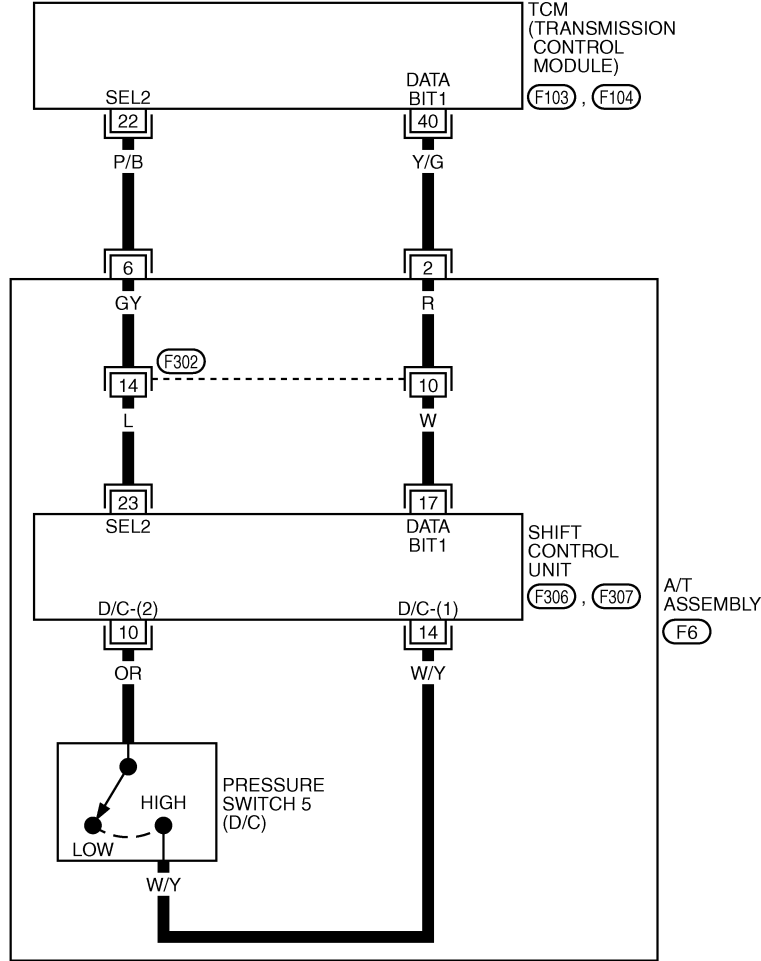 TCM
(TRANSMISSION
CONTROL
MODULE)
F103 , F104
SEL2
DATA
BIT1
22
40
P/B
Y/G
6
2
GY
R
F302
14
10
L
W
23
17
SEL2
DATA
BIT1
SHIFT
CONTROL
UNIT
F306 , F307
A/T
ASSEMBLY
F6
D/C-(2)
D/C-(1)
10
14
OR
W/Y
PRESSURE
SWITCH 5
(D/C)
HIGH
LOW
W/Y